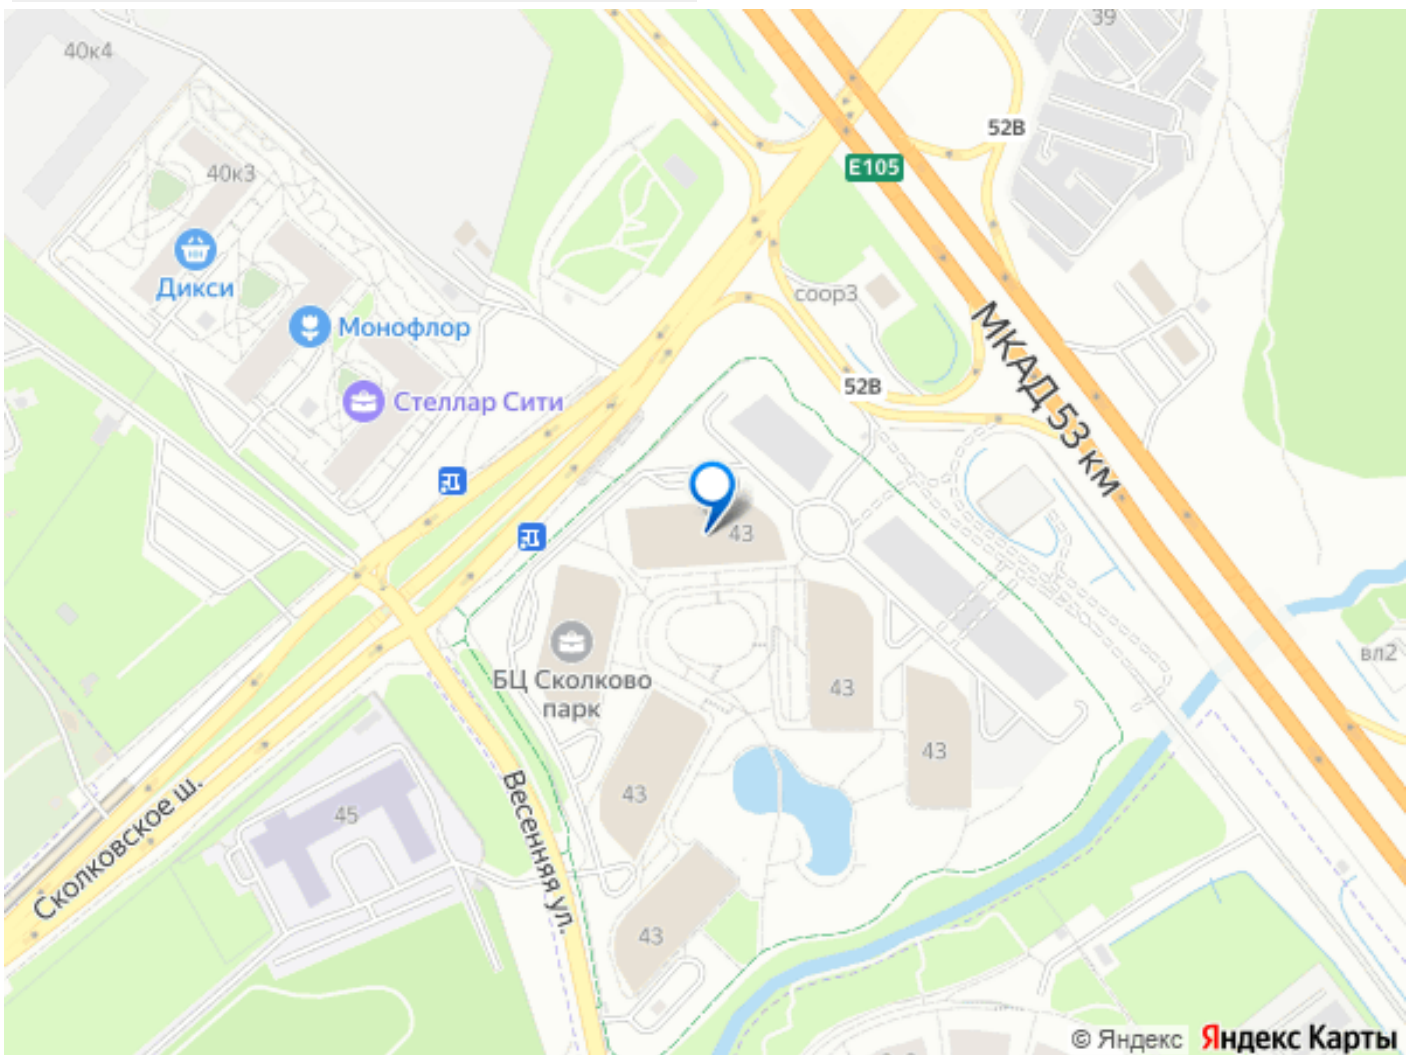 39
40к4
52В
Е105
40к3
Дикси
соор3
Монофлор
МКАД 53 км
52В
Стеллар Сити
43
БЦ Сколково
парк
43
вл2
43
43
45
Весенняя ул.
Сколковское ш.
43
© Яндекс Яндекс Карты